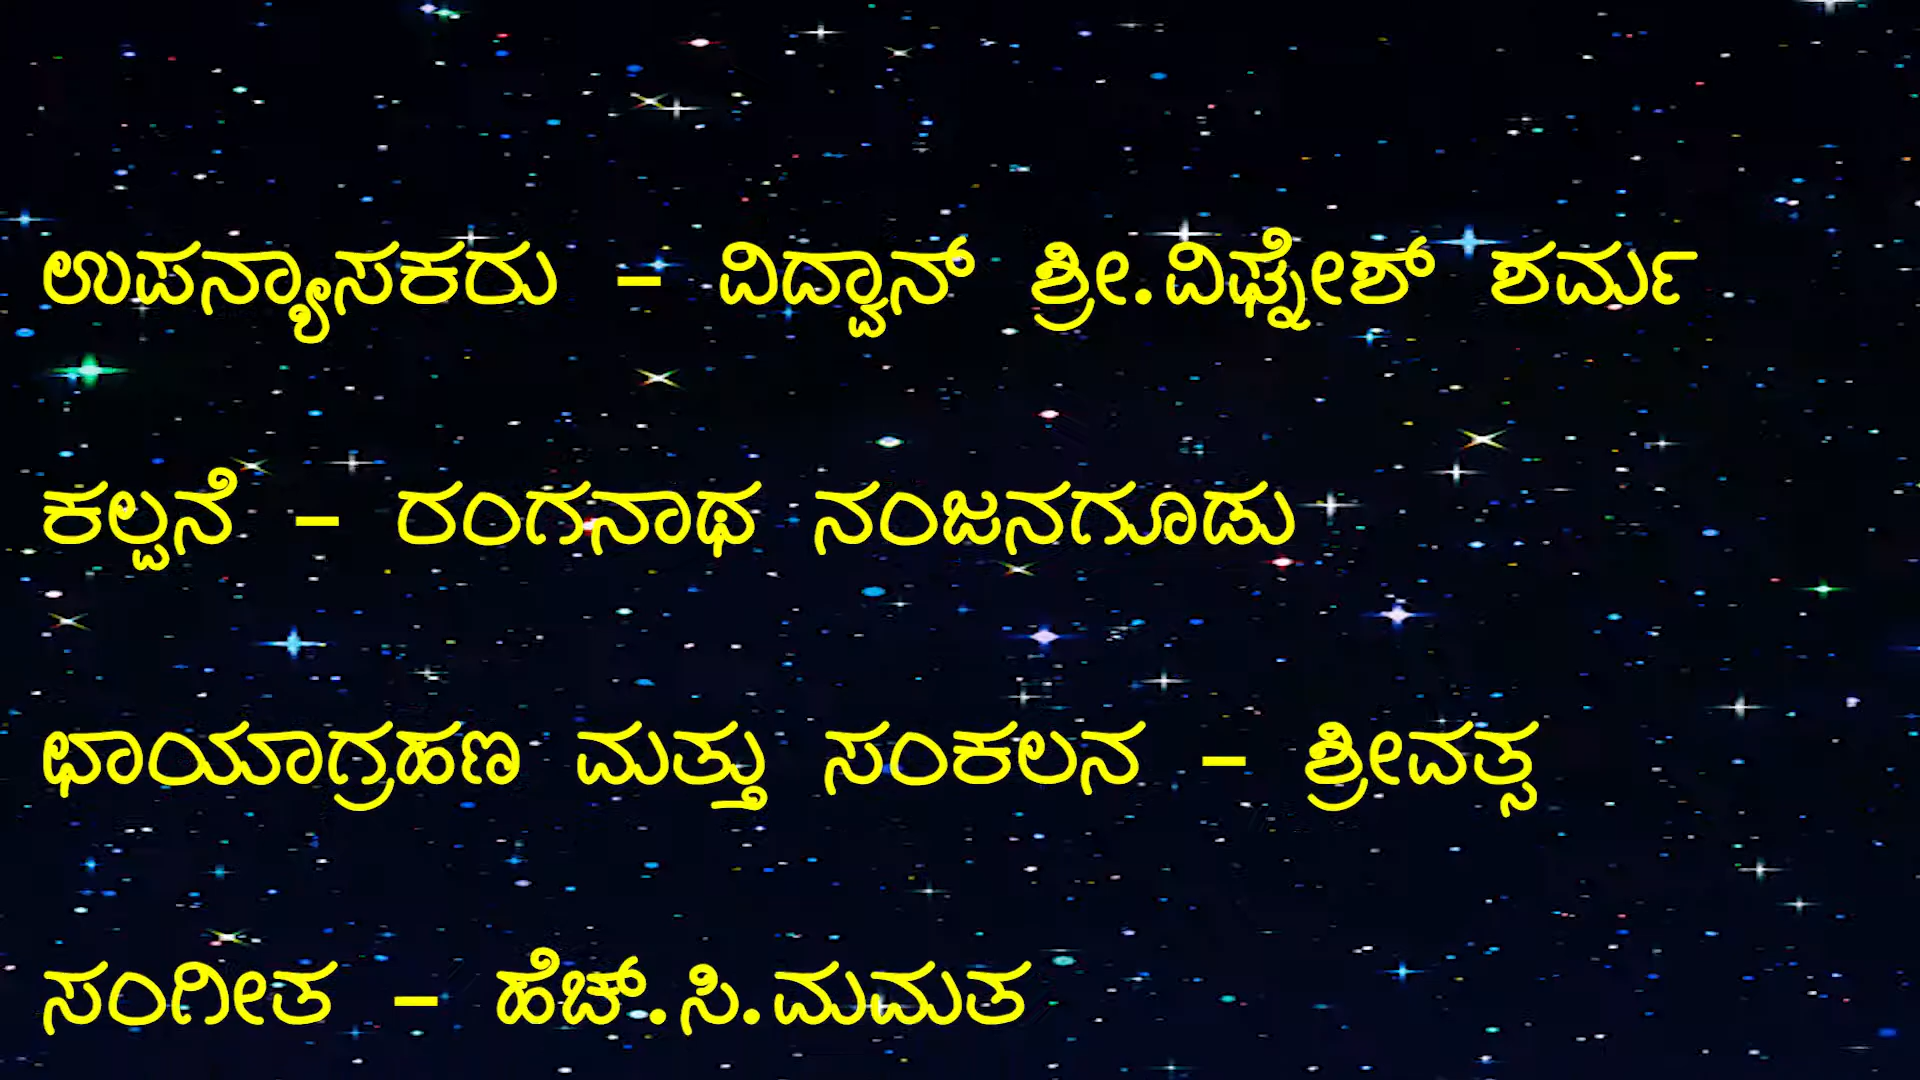 ಉಪನ್ಯಾಸಕರು - ವಿದ್ವಾನ್ ಶ್ರೀ.ವಿಘ್ನೇಶ್ ಶರ್ಮ
ಕಲ್ಪನೆ - ರಂಗನಾಥ ನಂಜನಗೂಡು
ಛಾಯಾಗ್ರಹಣ ಮತ್ತು ಸಂಕಲನ - ಶ್ರೀವತ್ಸ
ಸಂಗೀತ - ಹೆಚ್.ಸಿ.ಮಮತ